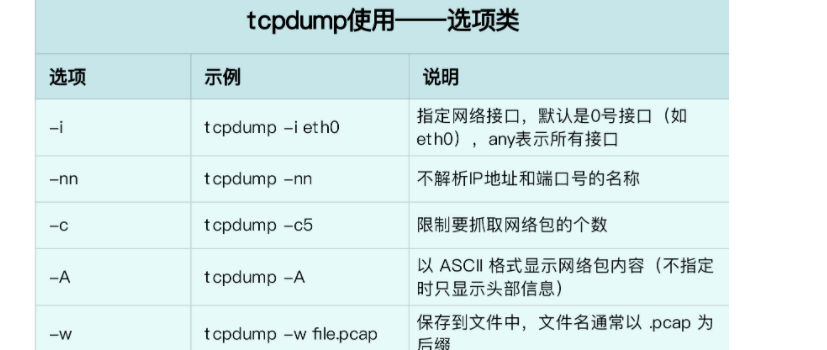 tcpdump使用——选项类
选项 示例 说明
-i tcpdump -i eth0 指定网络接口，默认是0号接口（如
eth0），any表示所有接口
-nn tcpdump -nn 不解析IP地址和端口号的名称
-c tcpdump -c5 限制要抓取网络包的个数
-A tcpdump -A 以 ASCII 格式显示网络包内容（不指定
时只显示头部信息）
-w tcpdump -w file.pcap 保存到文件中，文件名通常以 .pcap 为
后缀